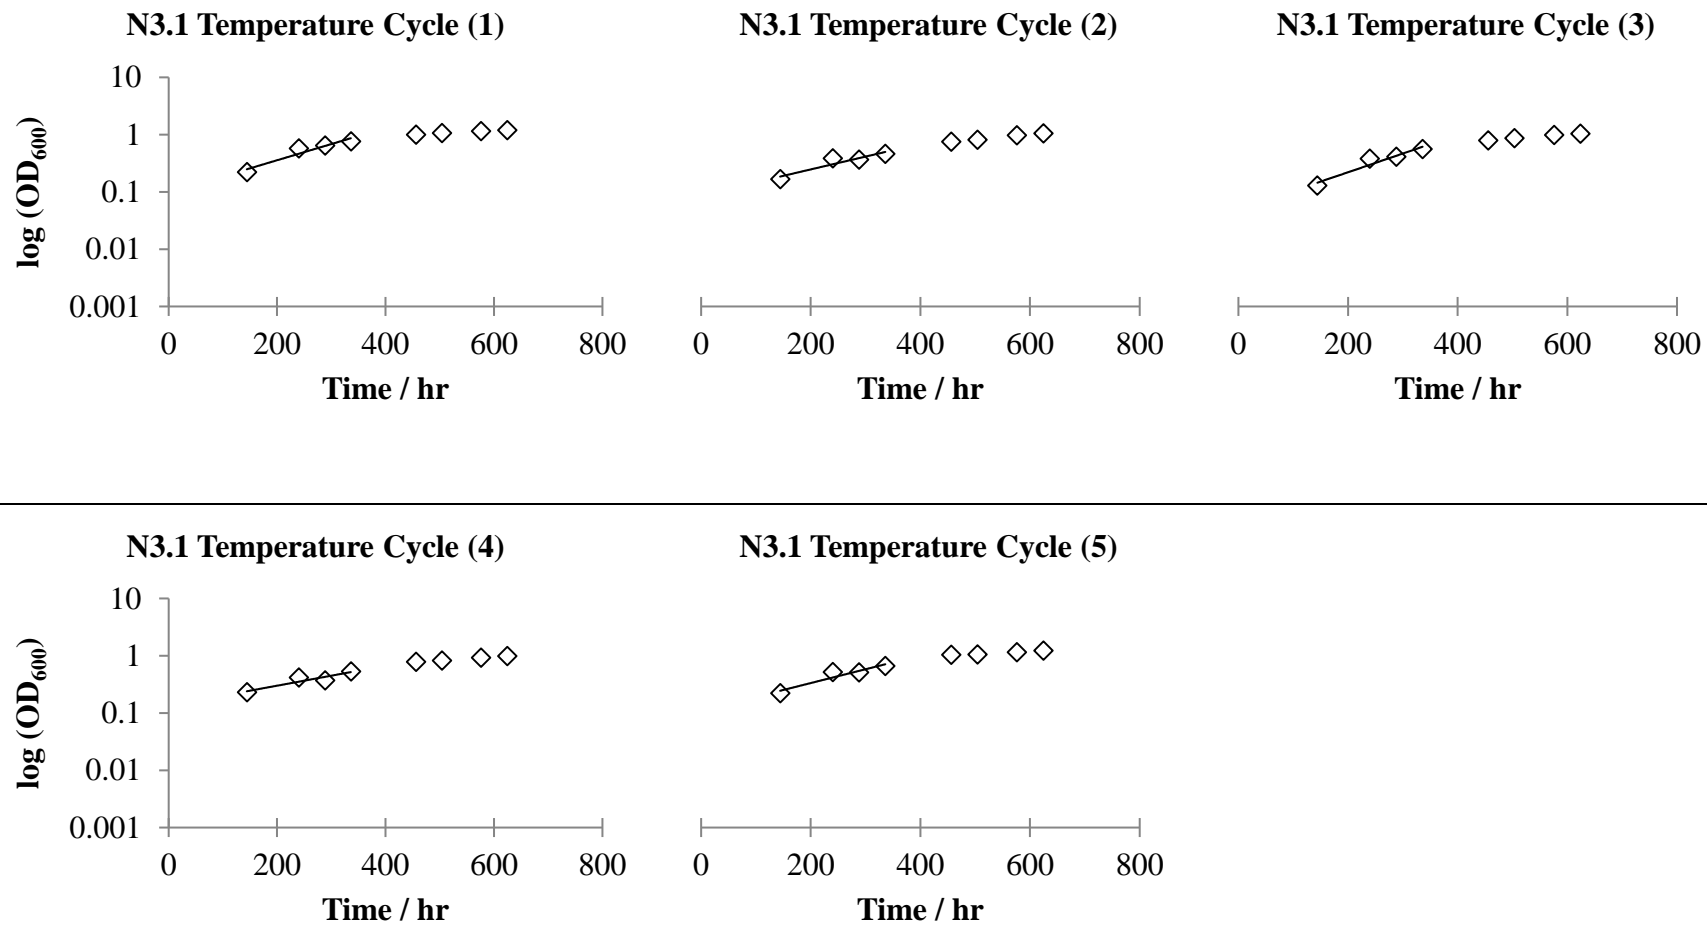 N3.1 Temperature Cycle (1)
10
1
0.1
0.01
0.001
log (OD600)
0 200 400 600 800
Time / hr
N3.1 Temperature Cycle (2)
0 200 400 600 800
Time / hr
N3.1 Temperature Cycle (3)
0 200 400 600 800
Time / hr
N3.1 Temperature Cycle (4)
10
1
0.1
0.01
0.001
log (OD600)
0 200 400 600 800
Time / hr
N3.1 Temperature Cycle (5)
0 200 400 600 800
Time / hr